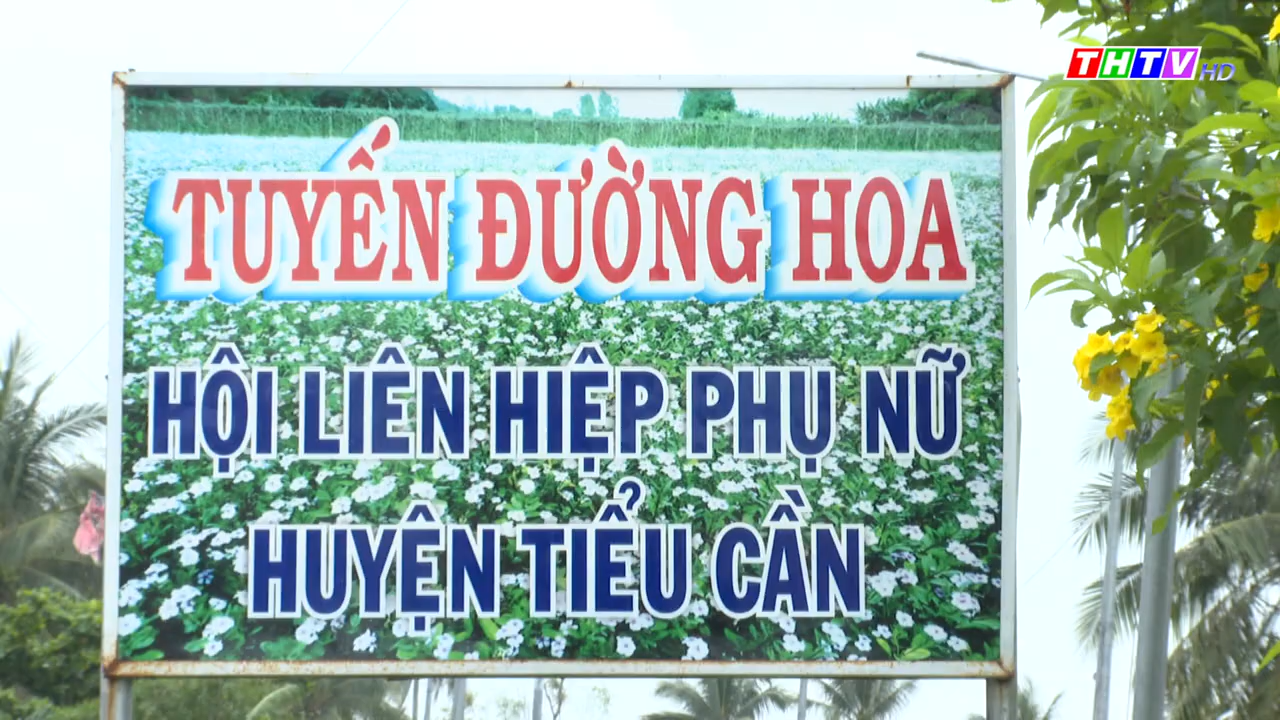 THTV HD
TUYẾN ĐƯỜNG HOA
HỘI LIÊN HIỆP PHỤ NỮ
HUYỆN TIỂU CẦN